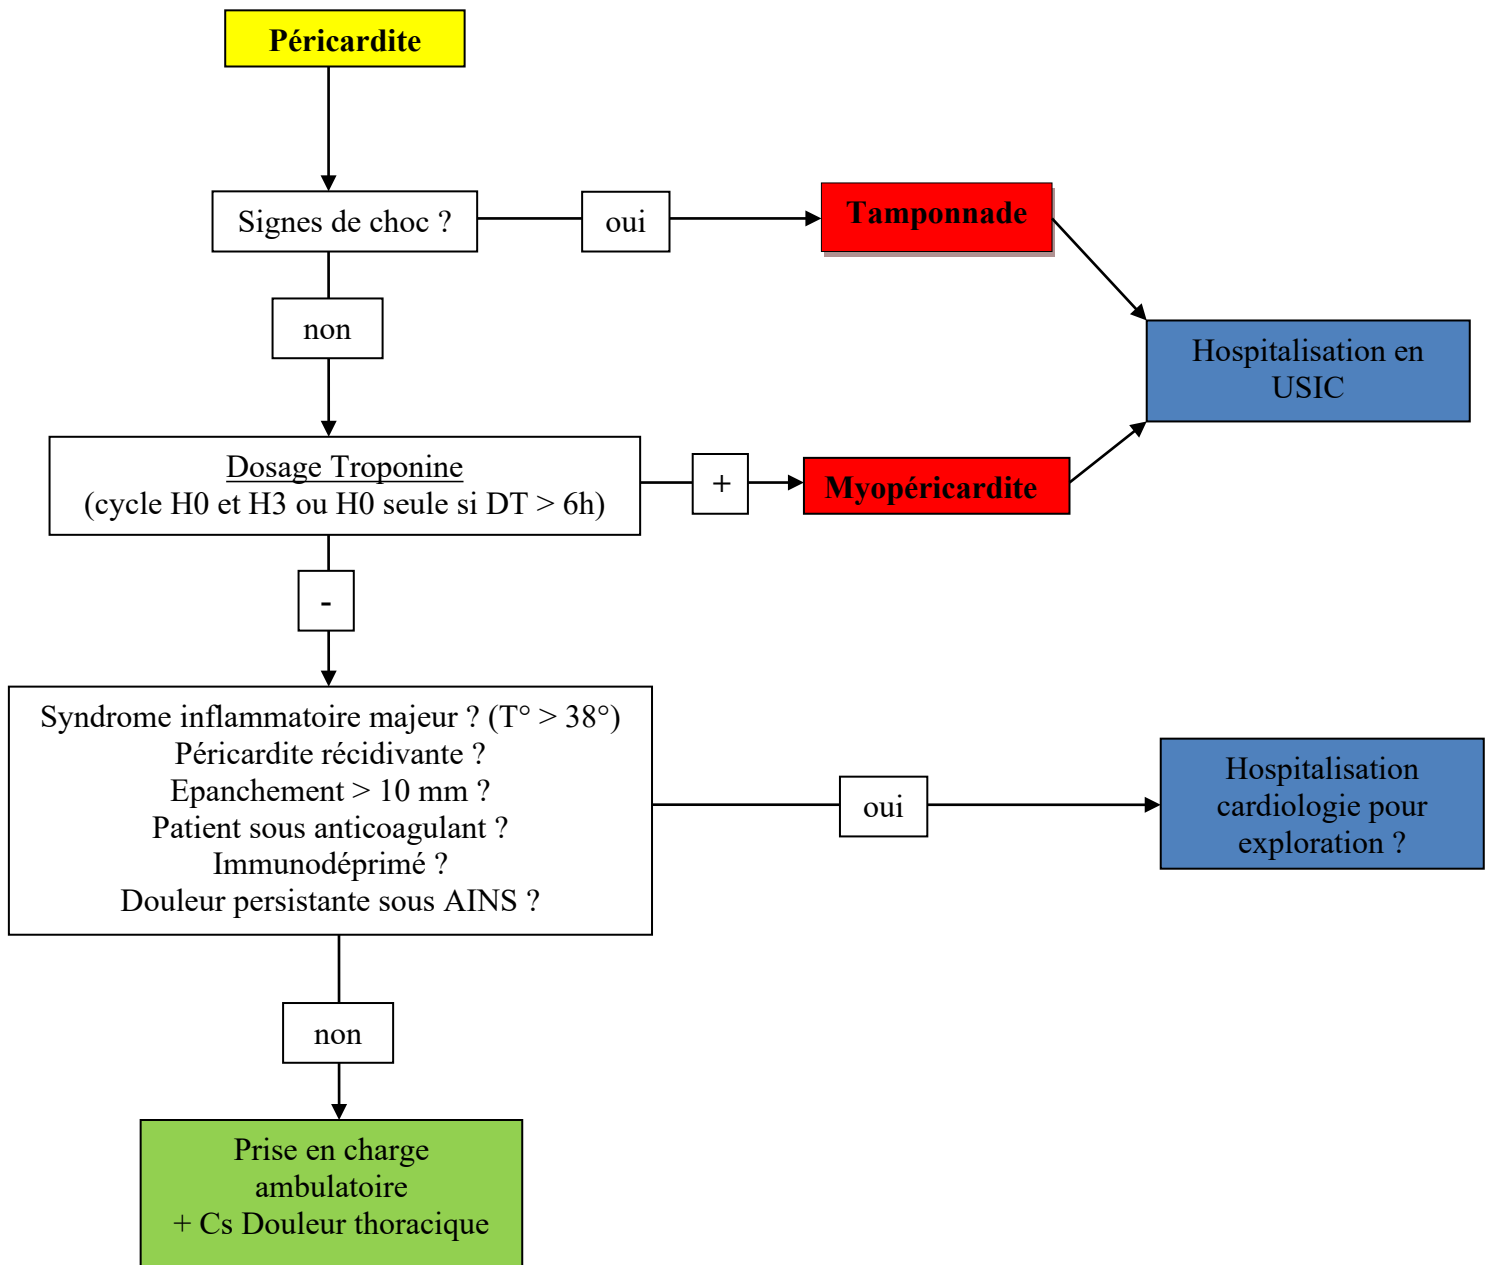 Péricardite
Signes de choc ?
oui
Tamponnade
non
Hospitalisation en
USIC
Dosage Troponine
(cycle H0 et H3 ou H0 seule si DT > 6h)
+
Myopéricardite
-
Syndrome inflammatoire majeur ? (T° > 38°)
Péricardite récidivante ?
Epanchement > 10 mm ?
Patient sous anticoagulant ?
Immunodéprimé ?
Douleur persistante sous AINS ?
oui
Hospitalisation
cardiologie pour
exploration ?
non
Prise en charge
ambulatoire
+ Cs Douleur thoracique